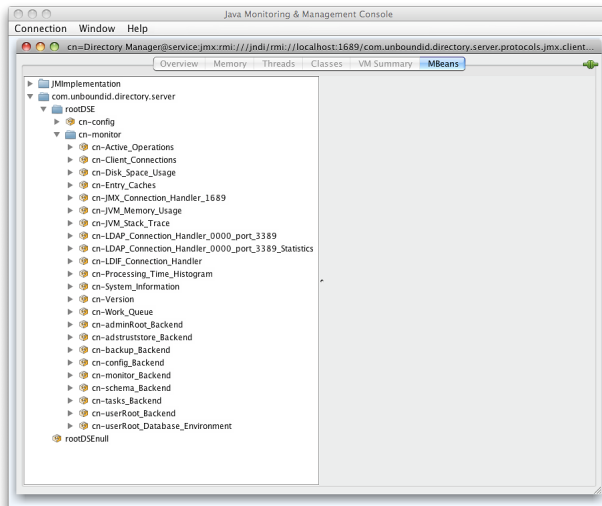 Java Monitoring & Management Console
Connection Window Help
cn=Directory Manager@service:jmx:rmi:///jndi/rmi://localhost:1689/com.unboundid.directory.server.protocols.jmx.client...
Overview Memory Threads Classes VM Summary MBeans
JMImplementation
com.unboundid.directory.server
rootDSE
cn-config
cn-monitor
cn-Active_Operations
cn-Client_Connections
cn-Disk_Space_Usage
cn-Entry_Caches
cn-JMX_Connection_Handler_1689
cn-JVM_Memory_Usage
cn-JVM_Stack_Trace
cn-LDAP_Connection_Handler_0000_port_3389
cn-LDAP_Connection_Handler_0000_port_3389_Statistics
cn-LDIF_Connection_Handler
cn-Processing_Time_Histogram
cn-System_Information
cn-Version
cn-Work_Queue
cn-adminRoot_Backend
cn-adstruststore_Backend
cn-backup_Backend
cn-config_Backend
cn-monitor_Backend
cn-schema_Backend
cn-tasks_Backend
cn-userRoot_Backend
cn-userRoot_Database_Environment
rootDSEnull